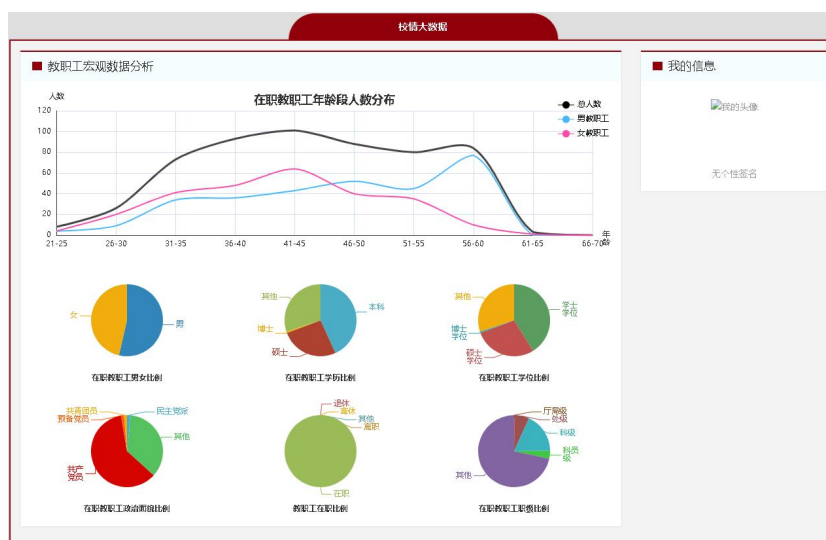 校情大数据
教职工宏观数据分析
我的信息
人数
在职教职工年龄段人数分布
总人数
男教职工
女教职工
120
100
80
60
40
20
0
21-25
26-30
31-35
36-40
41-45
46-50
51-55
56-60
61-65
66-70
年
龄
我的头像
无个性签名
女
男
在职教职工男女比例
其他
本科
博士
硕士
在职教职工学历比例
其他
学士
学位
博士
学位
硕士
学位
在职教职工学位比例
共青团员
民主党派
预备党员
其他
共产
党员
在职教职工政治面貌比例
退休
离休
其他
离职
在职
教职工在职比例
厅局级
处级
科级
科员
级
其他
在职教职工职级比例